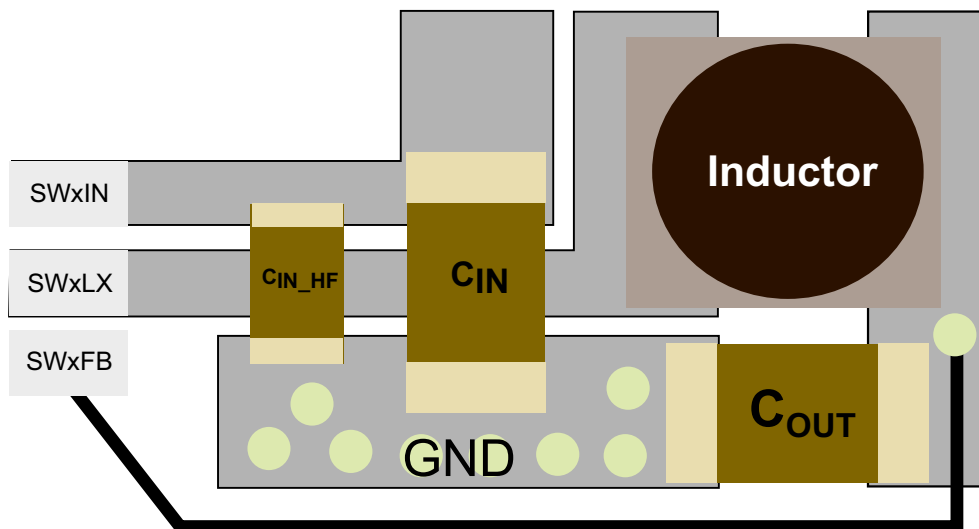 Inductor
SWxIN
SWxLX
CIN_HF
CIN
SWxFB
COUT
GND